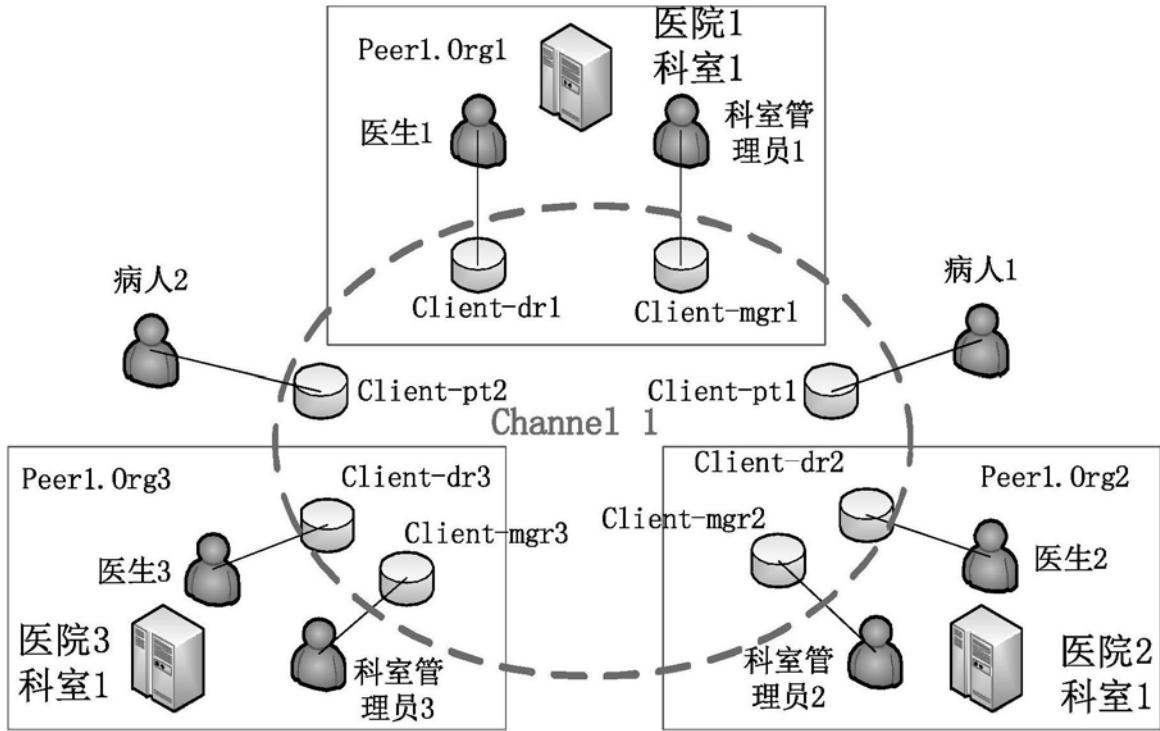 Peer1.Org1
医院1
科室1
医生1
科室管
理员1
Client-dr1
Client-mgr1
病人2
病人1
Client-pt2
Client-pt1
Channel 1
Peer1.Org3
Client-dr3
Client-mgr3
医生3
医院3
科室1
科室管
理员3
Client-dr2
Peer1.Org2
Client-mgr2
医生2
科室管
理员2
医院2
科室1